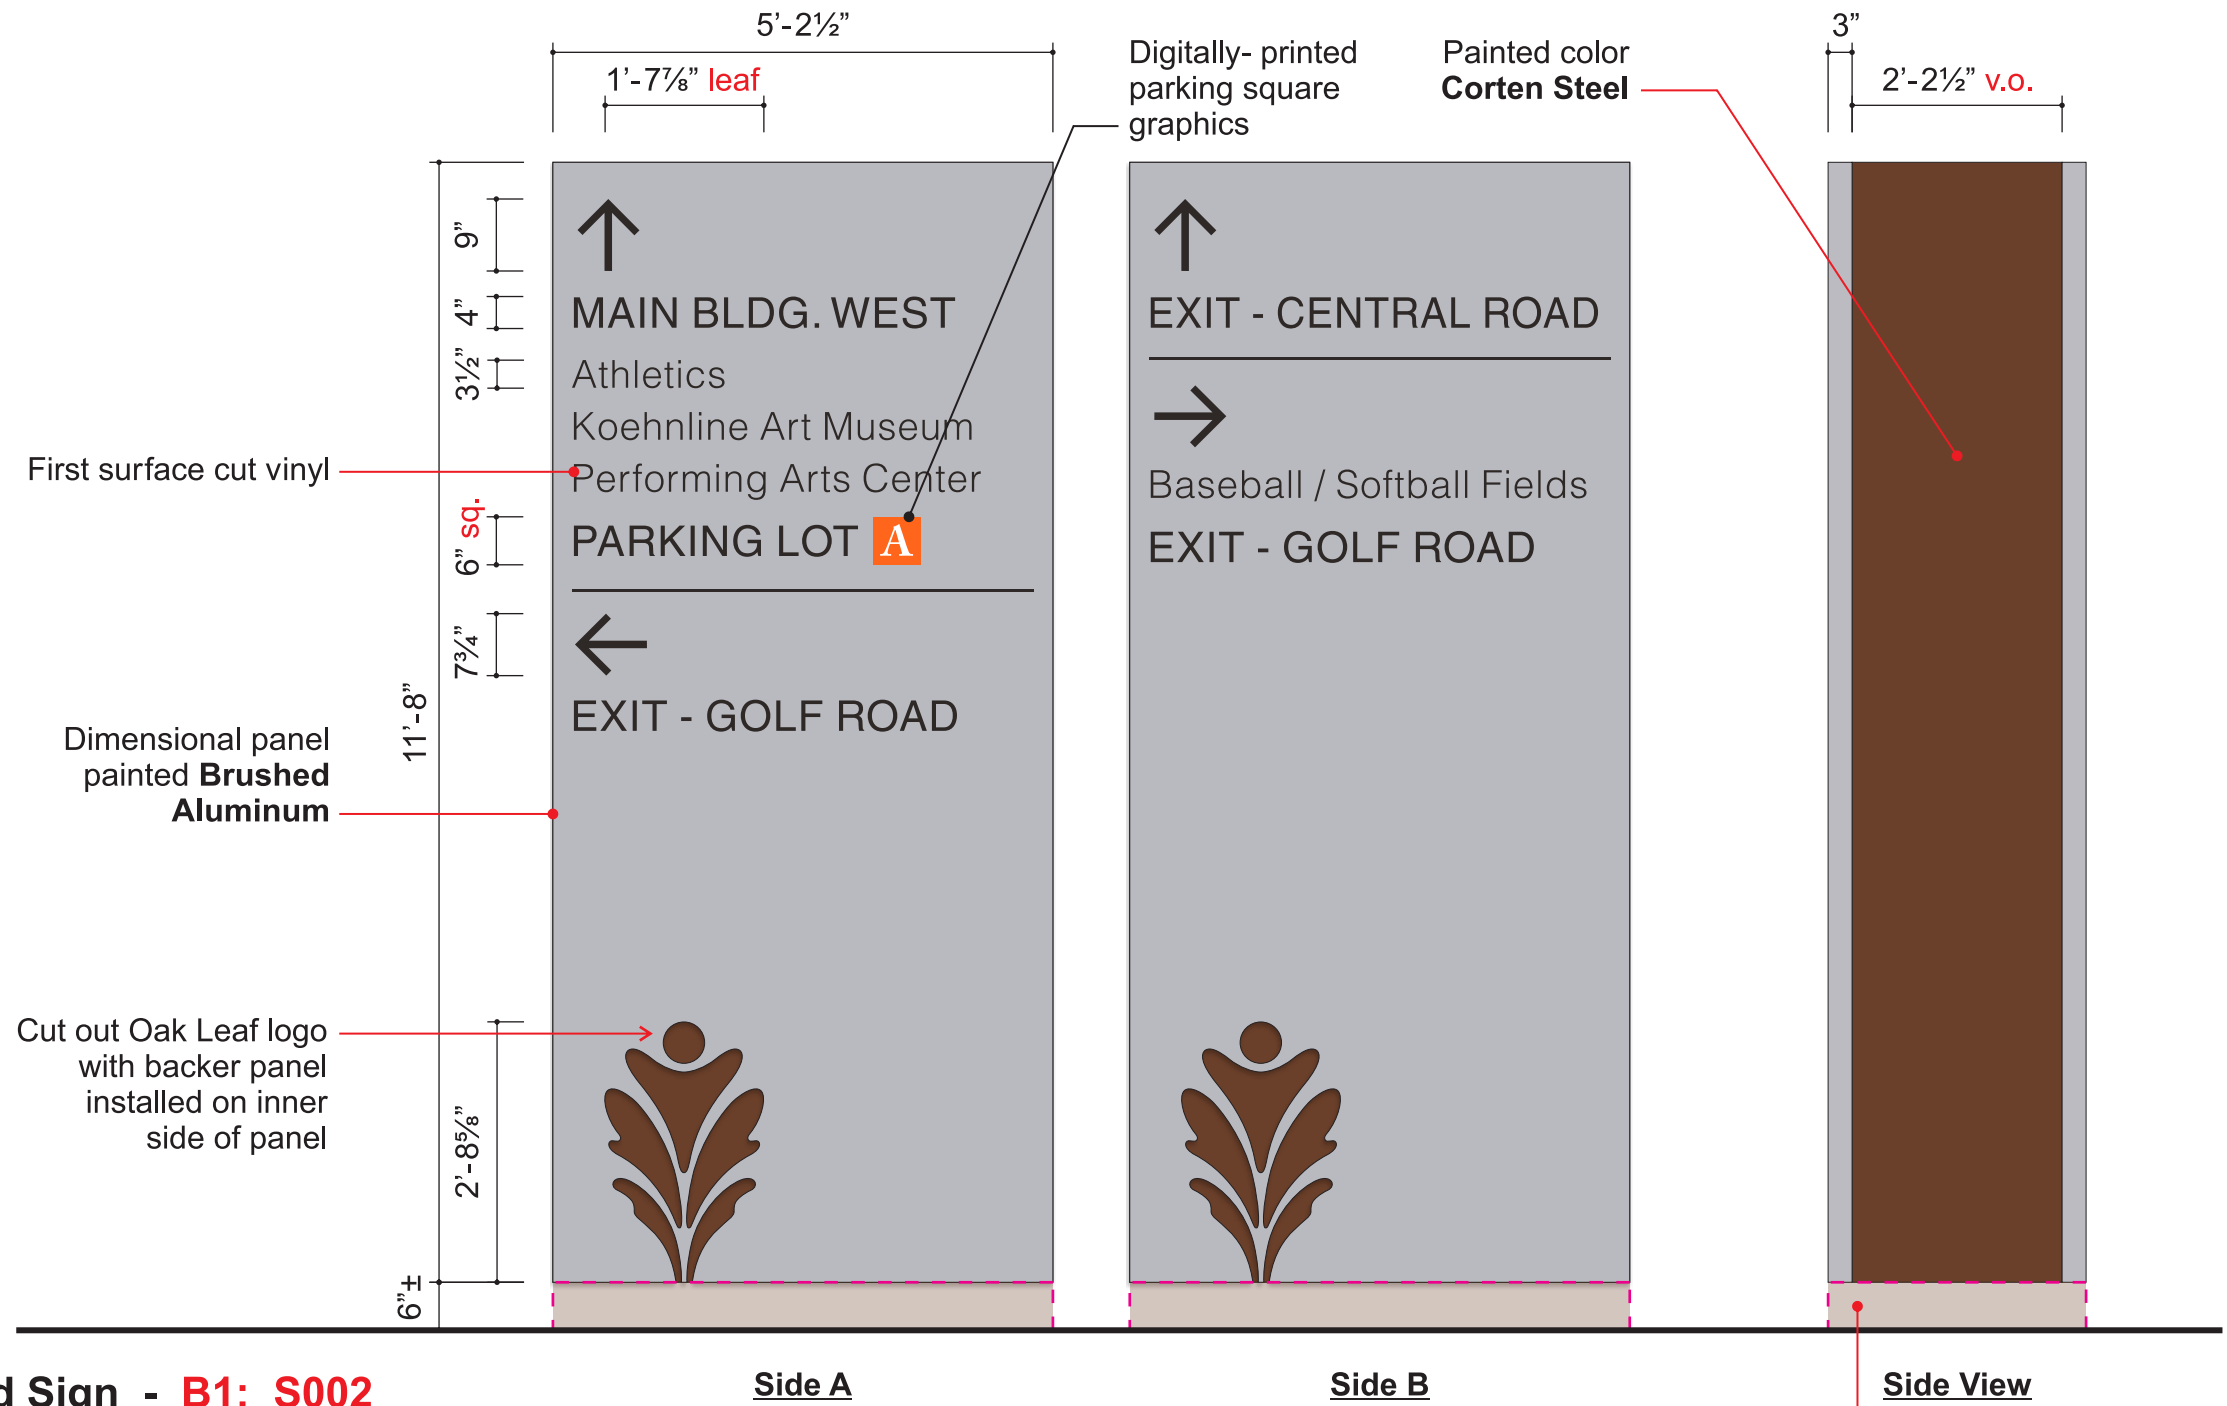 5’-2½”
1’-7⅞” leaf
Digitally- printed
parking square
graphics
Painted color
Corten Steel
3”
2’-2½” v.o.
9”
4”
3½”
6” sq.
7¾”
11’-8”
2’-8⅝”
6”±
First surface cut vinyl
Dimensional panel
painted Brushed
Aluminum
Cut out Oak Leaf logo
with backer panel
installed on inner
side of panel
MAIN BLDG. WEST
Athletics
Koehnline Art Museum
Performing Arts Center
PARKING LOT A
EXIT - GOLF ROAD
EXIT - CENTRAL ROAD
Baseball / Softball Fields
EXIT - GOLF ROAD
Side A
Side B
Side View
Sign - B1: S002